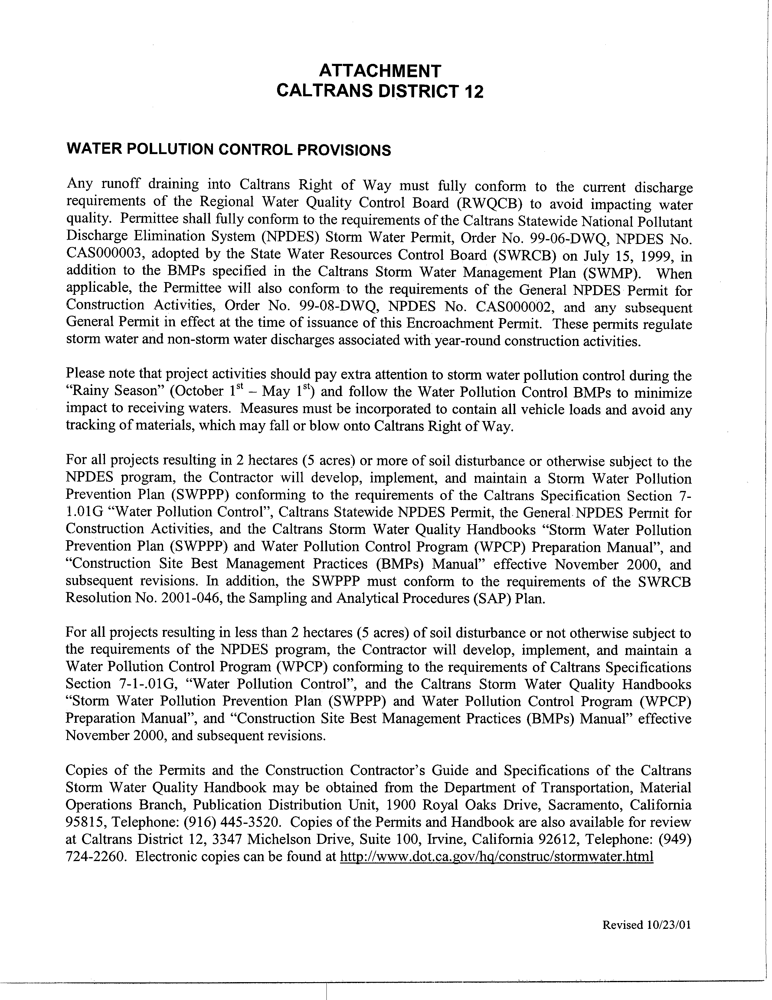 ATTACHMENT
CALTRANS DISTRICT 12
WATER POLLUTION CONTROL PROVISIONS
Any runoff draining into Caltrans Right of Way must fully conform to the current discharge
requirements of the Regional Water Quality Control Board (RWQCB) to avoid impacting water
quality. Permittee shall fully conform to the requirements of the Caltrans Statewide National Pollutant
Discharge Elimination System (NPDES) Storm Water Permit, Order No. 99-06-DWQ, NPDES No.
CAS000003, adopted by the State Water Resources Control Board (SWRCB) on July 15, 1999, in
addition to the BMPs specified in the Caltrans Storm Water Management Plan (SWMP). When
applicable, the Permittee will also conform to the requirements of the General NPDES Permit for
Construction Activities, Order No. 99-08-DWQ, NPDES No. CAS000002, and any subsequent
General Permit in effect at the time of issuance of this Encroachment Permit. These permits regulate
storm water and non-storm water discharges associated with year-round construction activities.
Please note that project activities should pay extra attention to storm water pollution control during the
“Rainy Season” (October 1st – May 1st) and follow the Water Pollution Control BMPs to minimize
impact to receiving waters. Measures must be incorporated to contain all vehicle loads and avoid any
tracking of materials, which may fall or blow onto Caltrans Right of Way.
For all projects resulting in 2 hectares (5 acres) or more of soil disturbance or otherwise subject to the
NPDES program, the Contractor will develop, implement, and maintain a Storm Water Pollution
Prevention Plan (SWPPP) conforming to the requirements of the Caltrans Specification Section 7-
1.01G “Water Pollution Control”, Caltrans Statewide NPDES Permit, the General NPDES Permit for
Construction Activities, and the Caltrans Storm Water Quality Handbooks “Storm Water Pollution
Prevention Plan (SWPPP) and Water Pollution Control Program (WPCP) Preparation Manual”, and
“Construction Site Best Management Practices (BMPs) Manual” effective November 2000, and
subsequent revisions. In addition, the SWPPP must conform to the requirements of the SWRCB
Resolution No. 2001-046, the Sampling and Analytical Procedures (SAP) Plan.
For all projects resulting in less than 2 hectares (5 acres) of soil disturbance or not otherwise subject to
the requirements of the NPDES program, the Contractor will develop, implement, and maintain a
Water Pollution Control Program (WPCP) conforming to the requirements of Caltrans Specifications
Section 7-1-.01G, “Water Pollution Control”, and the Caltrans Storm Water Quality Handbooks
“Storm Water Pollution Prevention Plan (SWPPP) and Water Pollution Control Program (WPCP)
Preparation Manual”, and “Construction Site Best Management Practices (BMPs) Manual” effective
November 2000, and subsequent revisions.
Copies of the Permits and the Construction Contractor’s Guide and Specifications of the Caltrans
Storm Water Quality Handbook may be obtained from the Department of Transportation, Material
Operations Branch, Publication Distribution Unit, 1900 Royal Oaks Drive, Sacramento, California
95815, Telephone: (916) 445-3520. Copies of the Permits and Handbook are also available for review
at Caltrans District 12, 3347 Michelson Drive, Suite 100, Irvine, California 92612, Telephone: (949)
724-2260. Electronic copies can be found at http://www.dot.ca.gov/hq/construc/stormwater.html
Revised 10/23/01